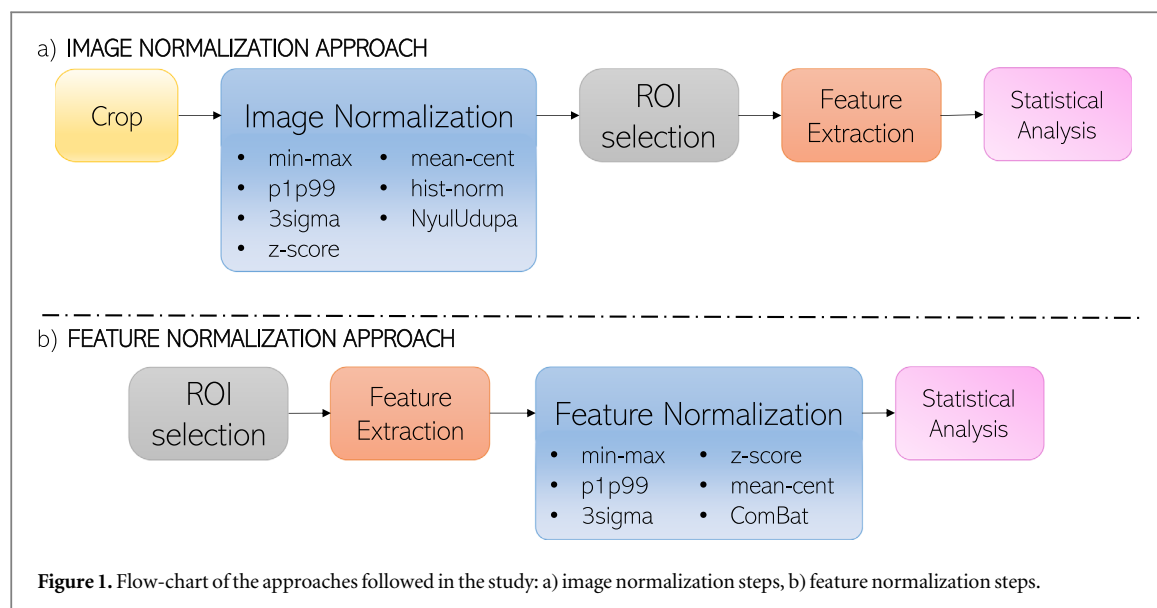 a) IMAGE NORMALIZATION APPROACH
Crop
Image Normalization
• min-max
• p1p99
• 3sigma
• z-score
• mean-cent
• hist-norm
• NyulUdupa
ROI
selection
Feature
Extraction
Statistical
Analysis
b) FEATURE NORMALIZATION APPROACH
ROI
selection
Feature
Extraction
Feature Normalization
• min-max
• p1p99
• 3sigma
• z-score
• mean-cent
• ComBat
Statistical
Analysis
Figure 1. Flow-chart of the approaches followed in the study: a) image normalization steps, b) feature normalization steps.